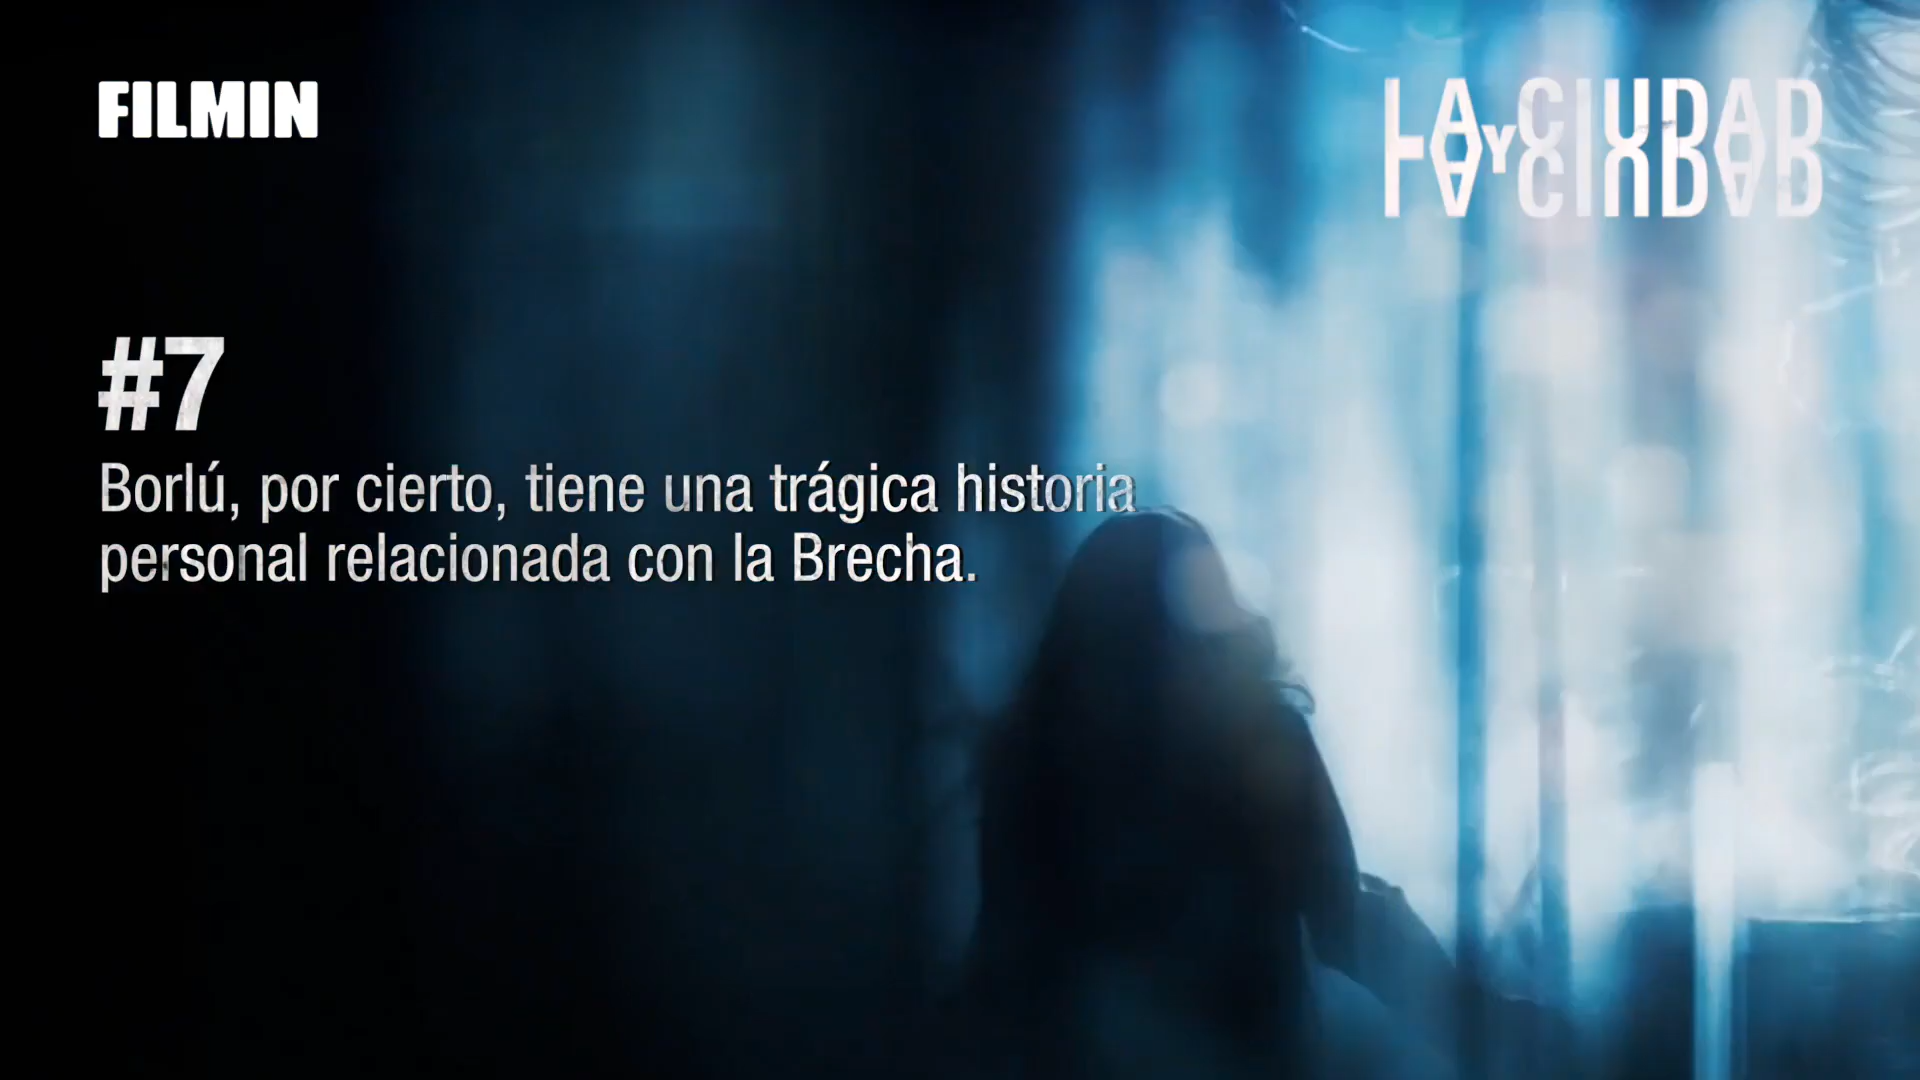 FILMIN
LA CIUDAD
Y
LA CIUDAD
#7
Borlú, por cierto, tiene una trágica historia
personal relacionada con la Brecha.